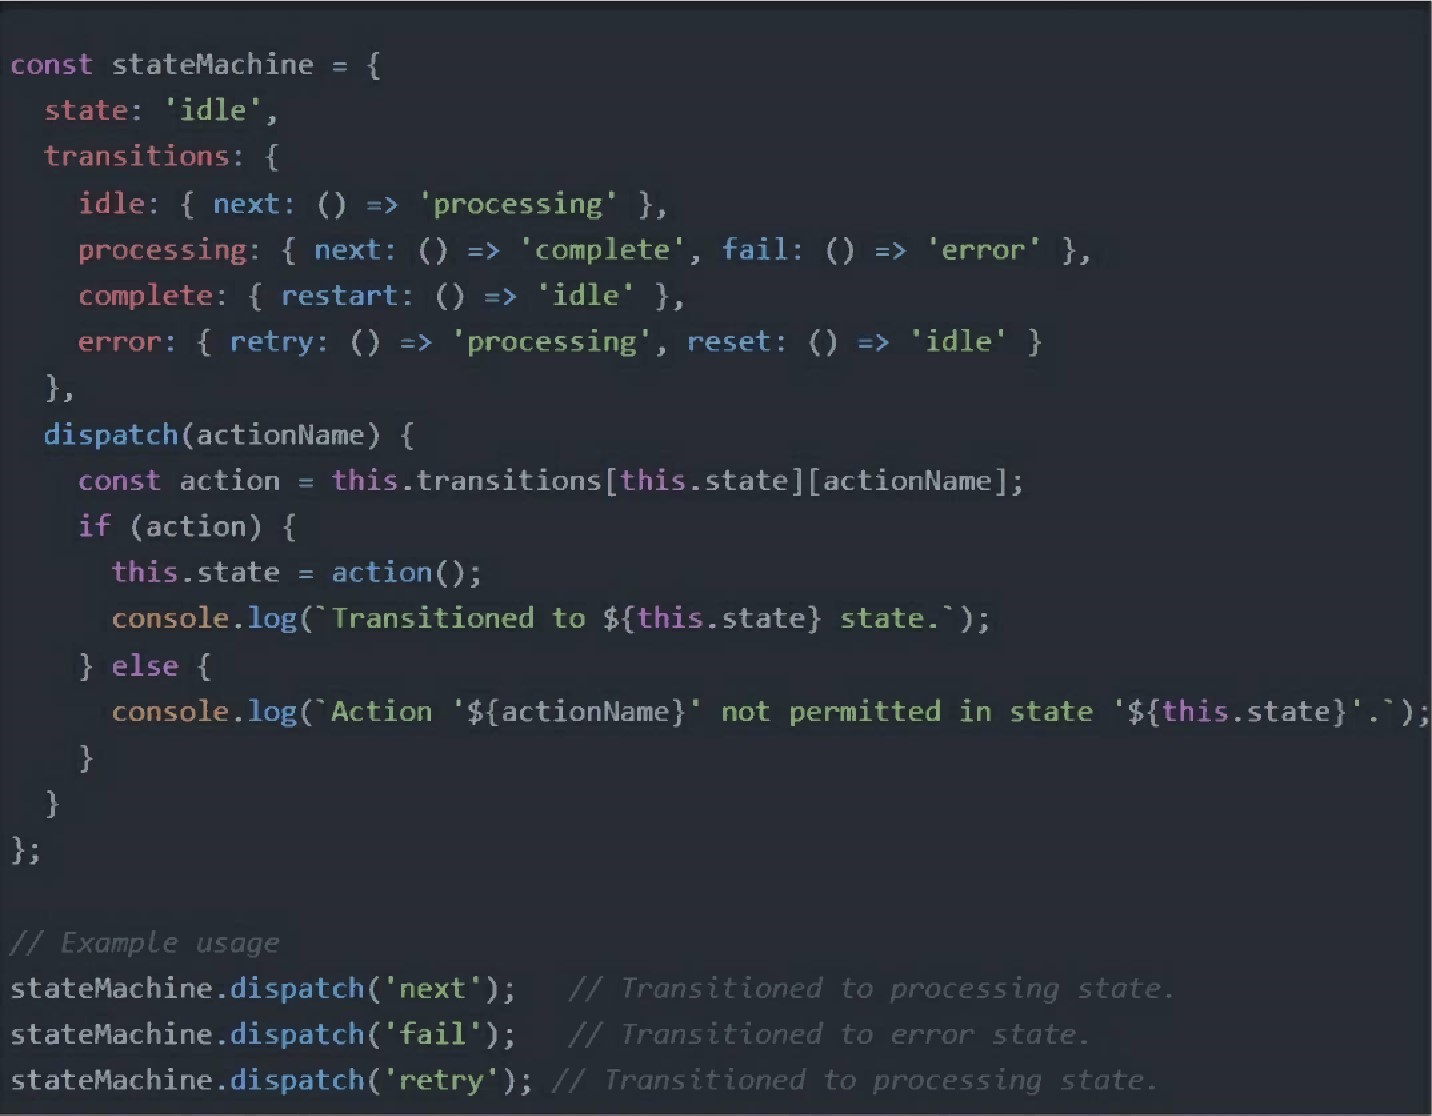 const stateMachine = {
  state: 'idle',
  transitions: {
    idle: { next: () => 'processing' },
    processing: { next: () => 'complete', fail: () => 'error' },
    complete: { restart: () => 'idle' },
    error: { retry: () => 'processing', reset: () => 'idle' }
  },
  dispatch(actionName) {
    const action = this.transitions[this.state][actionName];
    if (action) {
      this.state = action();
      console.log(`Transitioned to ${this.state} state.`);
    } else {
      console.log(`Action '${actionName}' not permitted in state '${this.state}'.`);
    }
  }
};

// Example usage
stateMachine.dispatch('next');   // Transitioned to processing state.
stateMachine.dispatch('fail');   // Transitioned to error state.
stateMachine.dispatch('retry'); // Transitioned to processing state.